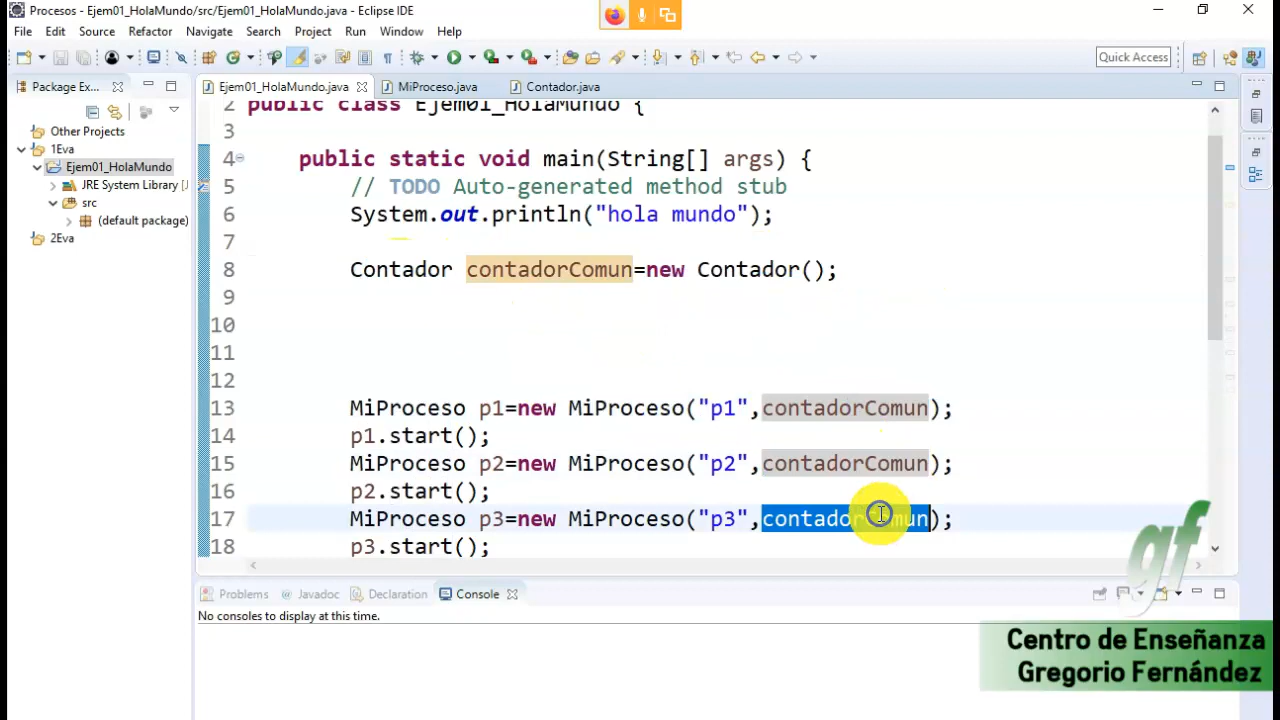 Procesos - Ejem01_HolaMundo/src/Ejem01_HolaMundo.java - Eclipse IDE
File Edit Source Refactor Navigate Search Project Run Window Help
Quick Access
Package Ex...
Ejem01_HolaMundo.java MiProceso.java Contador.java
Other Projects
1Eva
Ejem01_HolaMundo
JRE System Library [J
src
(default package)
2Eva
2 public class Ejem01_HolaMundo {
3
4 public static void main(String[] args) {
5 // TODO Auto-generated method stub
6 System.out.println("hola mundo");
7
8 Contador contadorComun=new Contador();
9
10
11
12
13 MiProceso p1=new MiProceso("p1",contadorComun);
14 p1.start();
15 MiProceso p2=new MiProceso("p2",contadorComun);
16 p2.start();
17 MiProceso p3=new MiProceso("p3",contadorComun);
18 p3.start();
Problems Javadoc Declaration Console
No consoles to display at this time.
gf
Centro de Enseñanza
Gregorio Fernández